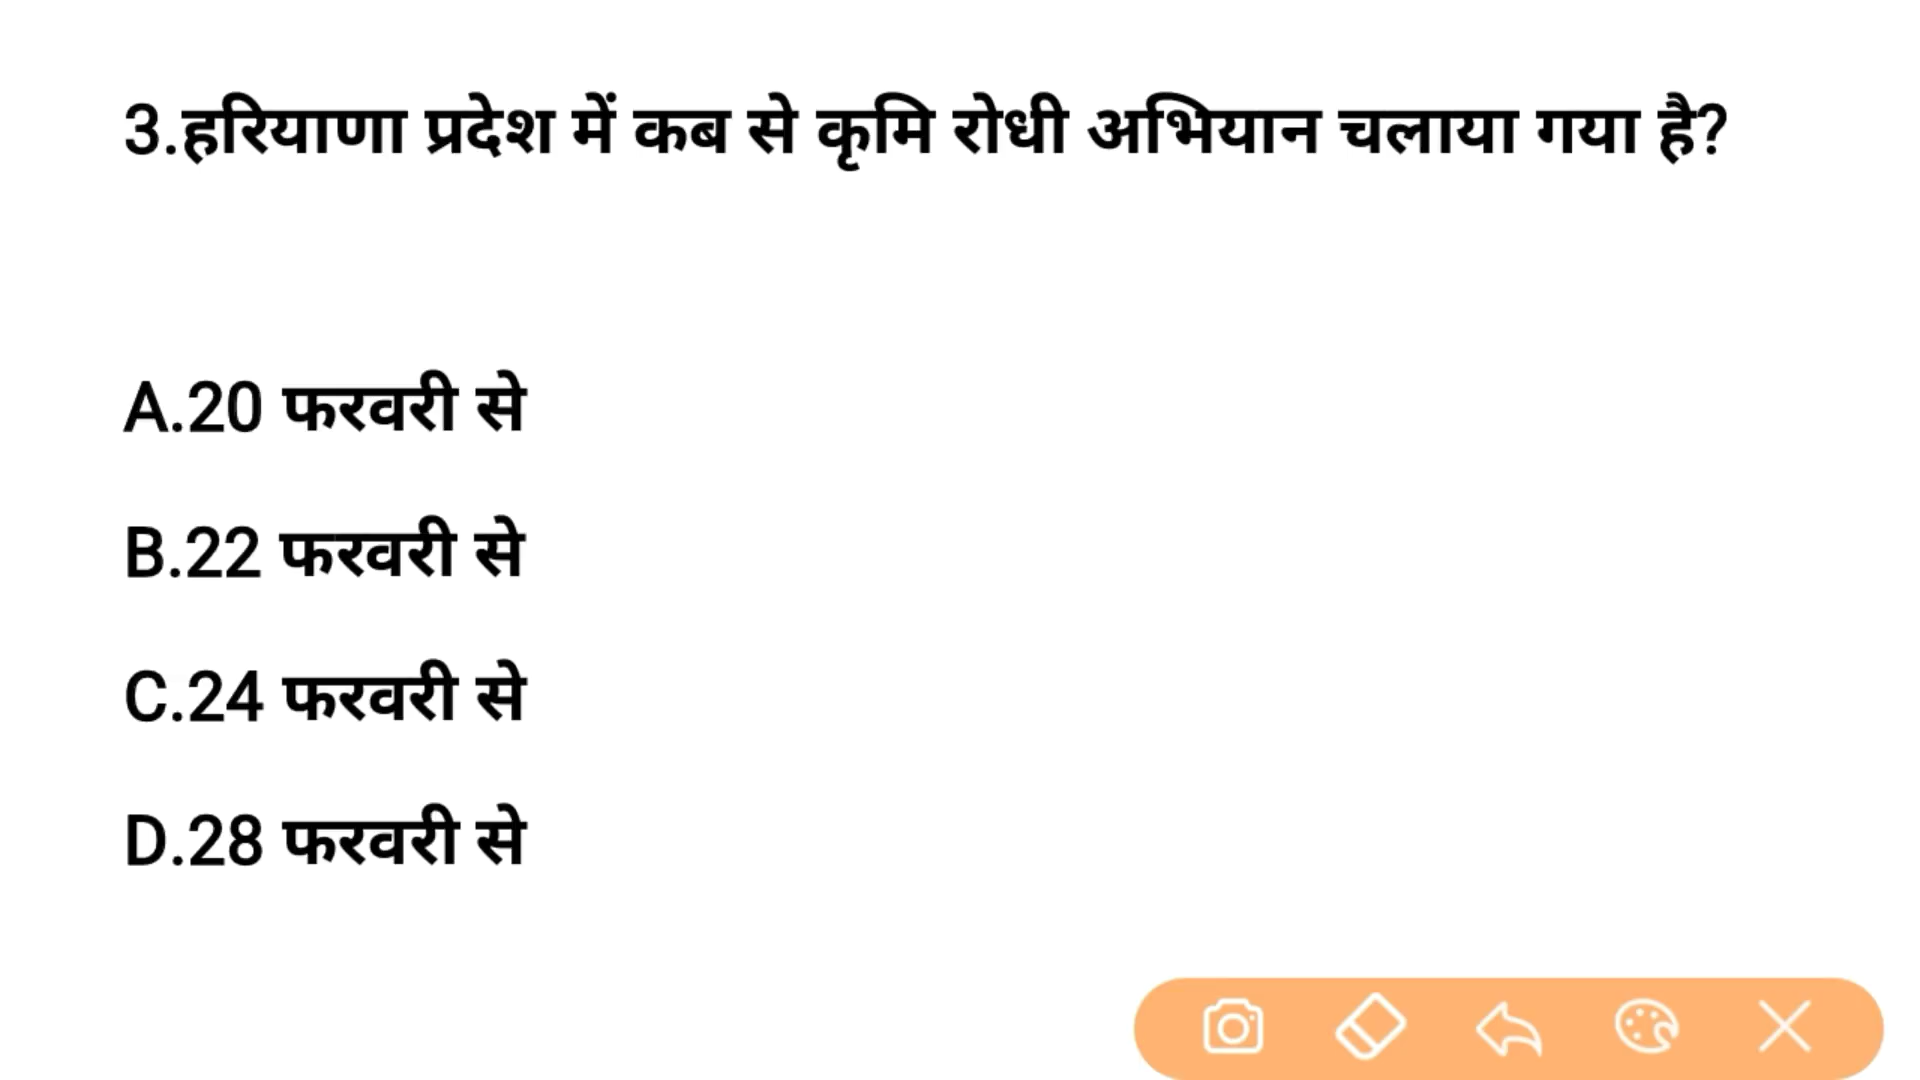 3.हरियाणा प्रदेश में कब से कृमि रोधी अभियान चलाया गया है?
A.20 फरवरी से
B.22 फरवरी से
C.24 फरवरी से
D.28 फरवरी से